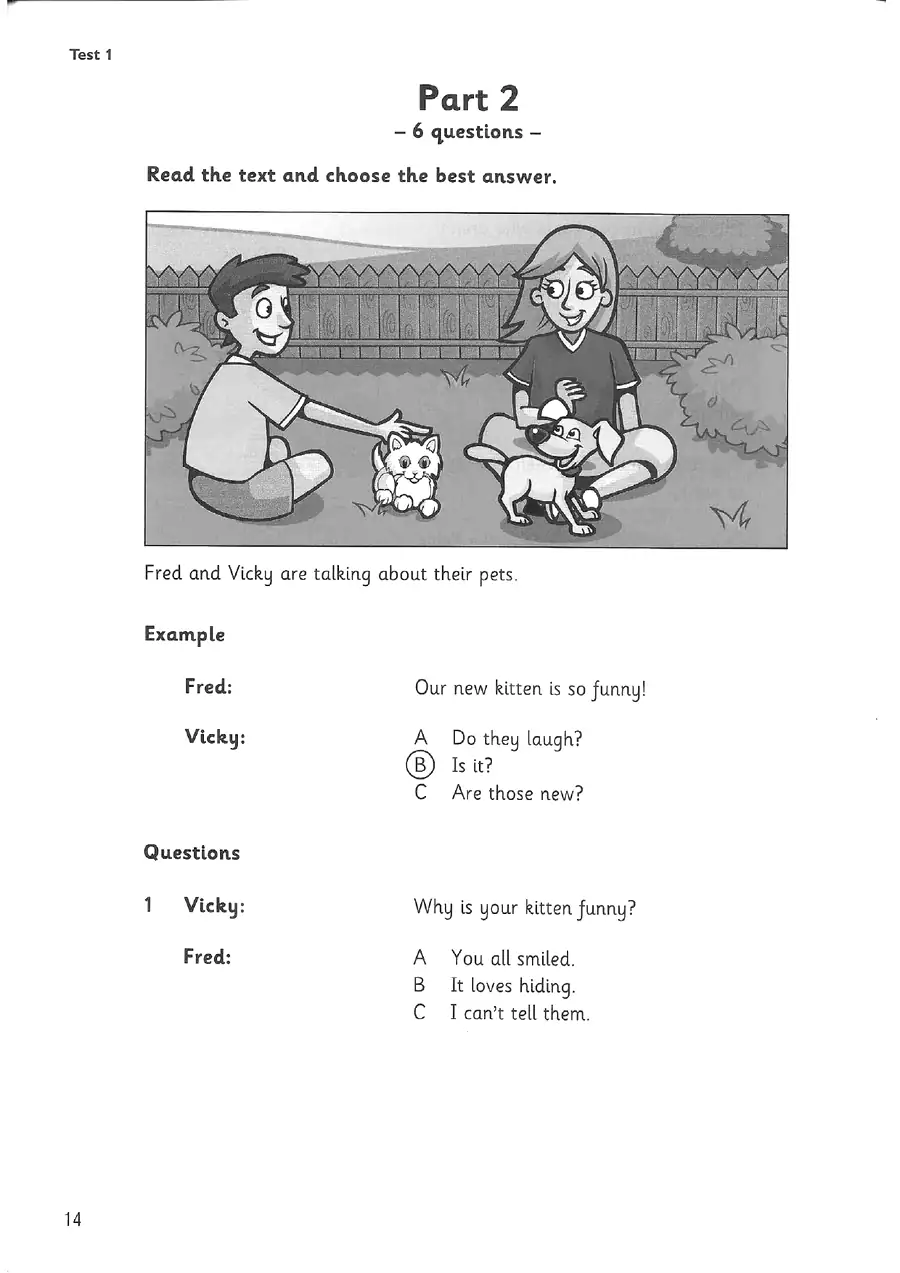 Test 1
Part 2
– 6 questions –
Read the text and choose the best answer.
Fred and Vicky are talking about their pets.
Example
Fred: Our new kitten is so funny!
Vicky: A Do they laugh?
B Is it?
C Are those new?
Questions
1 Vicky: Why is your kitten funny?
Fred: A You all smiled.
B It loves hiding.
C I can't tell them.
14